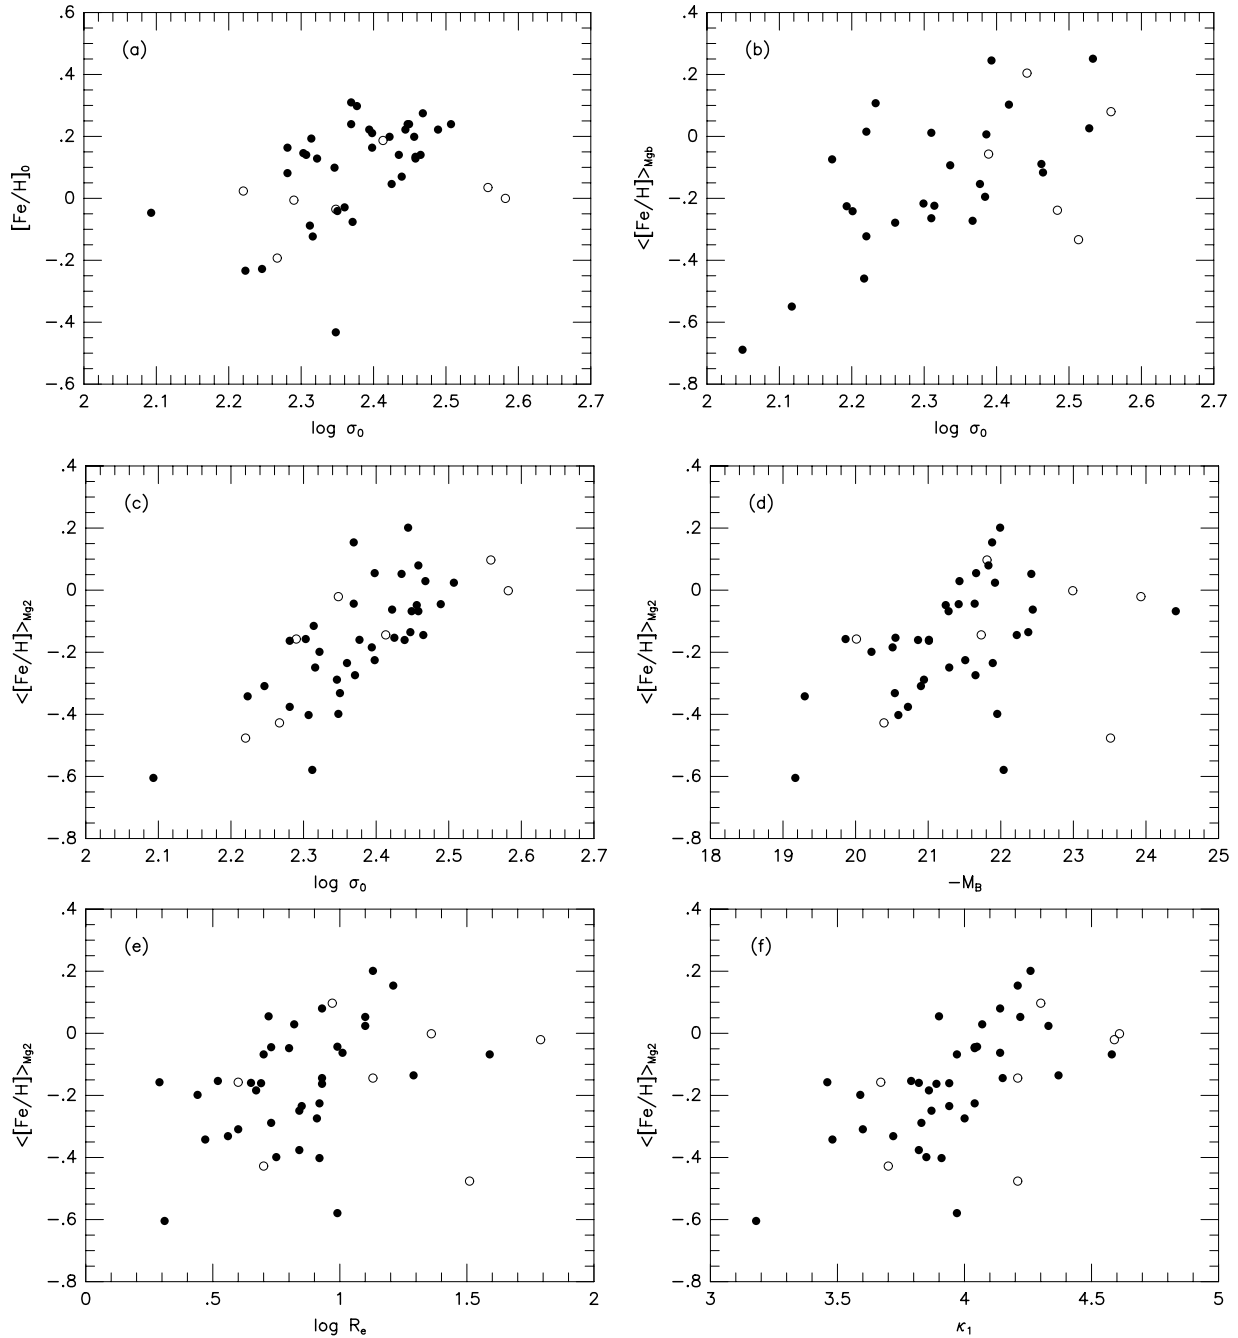 .6
.4
.2
0
−.2
−.4
−.6
(a)
[Fe/H]₀
2 2.1 2.2 2.3 2.4 2.5 2.6 2.7
log σ₀
.4
.2
0
−.2
−.4
−.6
−.8
(b)
<[Fe/H]>Mgb
2 2.1 2.2 2.3 2.4 2.5 2.6 2.7
log σ₀
.4
.2
0
−.2
−.4
−.6
−.8
(c)
<[Fe/H]>Mg2
2 2.1 2.2 2.3 2.4 2.5 2.6 2.7
log σ₀
.4
.2
0
−.2
−.4
−.6
−.8
(d)
<[Fe/H]>Mg2
18 19 20 21 22 23 24 25
−M_B
.4
.2
0
−.2
−.4
−.6
−.8
(e)
<[Fe/H]>Mg2
0 .5 1 1.5 2
log R_e
.4
.2
0
−.2
−.4
−.6
−.8
(f)
<[Fe/H]>Mg2
3 3.5 4 4.5 5
κ₁